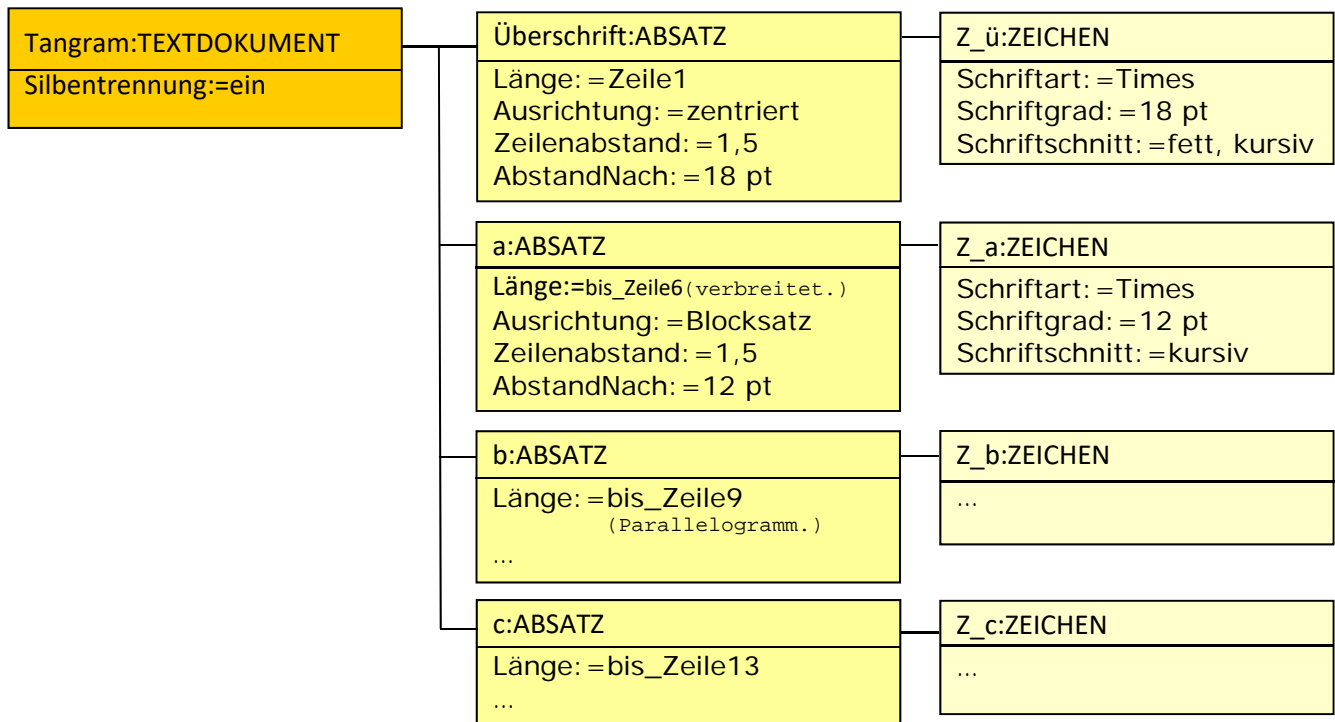 Tangram:TEXTDOKUMENT
Silbentrennung:=ein
Überschrift:ABSATZ
Länge:=Zeile1
Ausrichtung:=zentriert
Zeilenabstand:=1,5
AbstandNach:=18 pt
Z_ü:ZEICHEN
Schriftart:=Times
Schriftgrad:=18 pt
Schriftschnitt:=fett, kursiv
a:ABSATZ
Länge:=bis_Zeile6(verbreitet.)
Ausrichtung:=Blocksatz
Zeilenabstand:=1,5
AbstandNach:=12 pt
Z_a:ZEICHEN
Schriftart:=Times
Schriftgrad:=12 pt
Schriftschnitt:=kursiv
b:ABSATZ
Länge:=bis_Zeile9
(Parallelogramm.)
...
Z_b:ZEICHEN
...
c:ABSATZ
Länge:=bis_Zeile13
...
Z_c:ZEICHEN
...